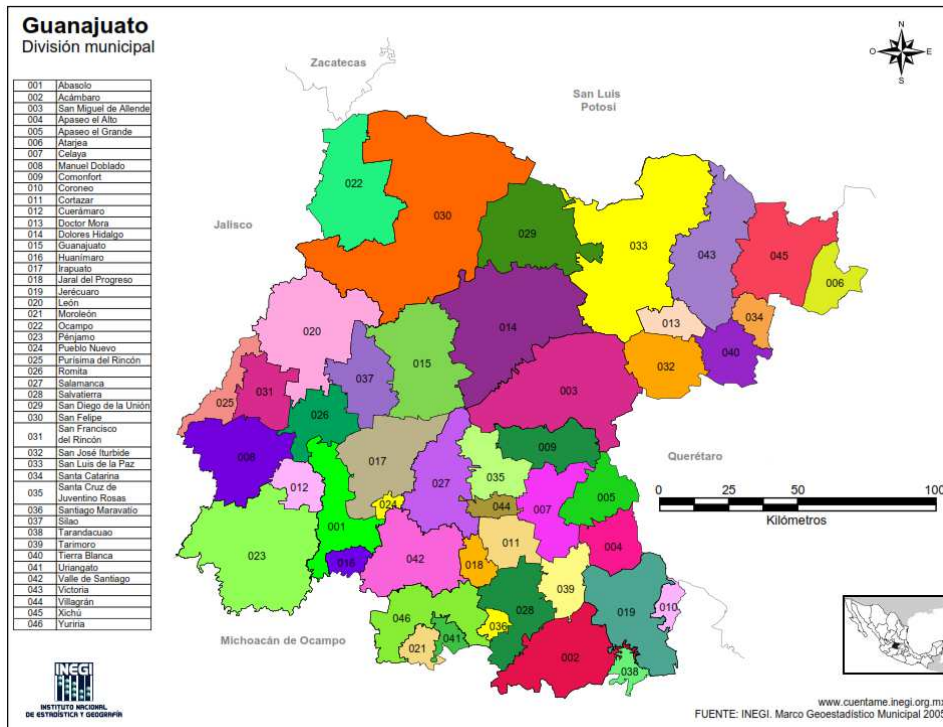 Guanajuato
División municipal
Zacatecas
San Luis
Potosi
Jalisco
Querétaro
Michoacán de Ocampo
N
O
E
S
001 Abasolo
002 Acámbaro
003 San Miguel de Allende
004 Apaseo el Alto
005 Apaseo el Grande
006 Atarjea
007 Celaya
008 Manuel Doblado
009 Comonfort
010 Coroneo
011 Cortazar
012 Cuerámaro
013 Doctor Mora
014 Dolores Hidalgo
015 Guanajuato
016 Huanímaro
017 Irapuato
018 Jaral del Progreso
019 Jerécuaro
020 León
021 Moroleón
022 Ocampo
023 Pénjamo
024 Pueblo Nuevo
025 Purísima del Rincón
026 Romita
027 Salamanca
028 Salvatierra
029 San Diego de la Unión
030 San Felipe
031 San Francisco
del Rincón
032 San José Iturbide
033 San Luis de la Paz
034 Santa Catarina
035 Santa Cruz de
Juventino Rosas
036 Santiago Maravatío
037 Silao
038 Tarandacuao
039 Tarimoro
040 Tierra Blanca
041 Uriangato
042 Valle de Santiago
043 Victoria
044 Villagrán
045 Xichú
046 Yuriria
022
030
029
033
043
045
006
034
013
040
032
014
020
015
037
003
031
025
026
009
008
017
027
035
012
024
044
007
005
001
011
004
023
016
042
018
039
019
010
046
028
036
041
021
002
038
0 50 100
Kilómetros
INEGI
INSTITUTO NACIONAL
DE ESTADÍSTICA Y GEOGRAFÍA
www.cuentame.inegi.org.mx
FUENTE: INEGI. Marco Geoestadístico Municipal 2005